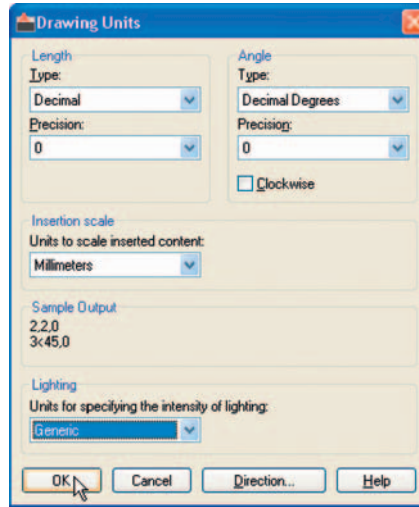 Drawing Units
Length
Type:
Decimal
Precision:
0
Angle
Type:
Decimal Degrees
Precision:
0
Clockwise
Insertion scale
Units to scale inserted content:
Millimeters
Sample Output
2,2,0
3<45,0
Lighting
Units for specifying the intensity of lighting:
Generic
OK Cancel Direction... Help